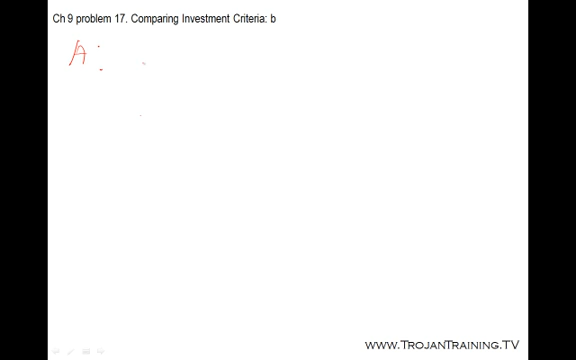 Ch 9 problem 17. Comparing Investment Criteria: b
A:
www.TrojanTraining.TV